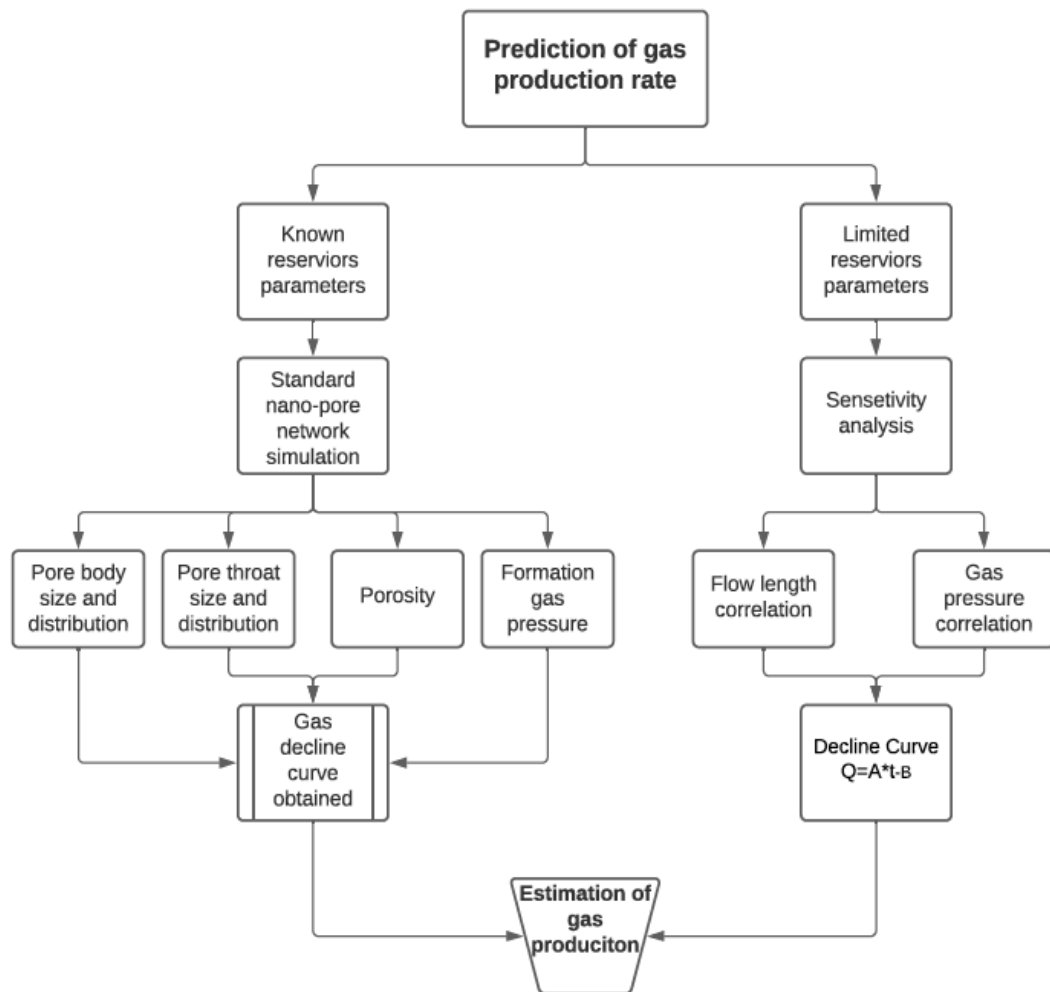 Prediction of gas
production rate
Known
reserviors
parameters
Limited
reserviors
parameters
Standard
nano-pore
network
simulation
Sensetivity
analysis
Pore body
size and
distribution
Pore throat
size and
distribution
Porosity
Formation
gas
pressure
Flow length
correlation
Gas
pressure
correlation
Gas
decline
curve
obtained
Decline Curve
Q=A*t-B
Estimation of
gas
produciton